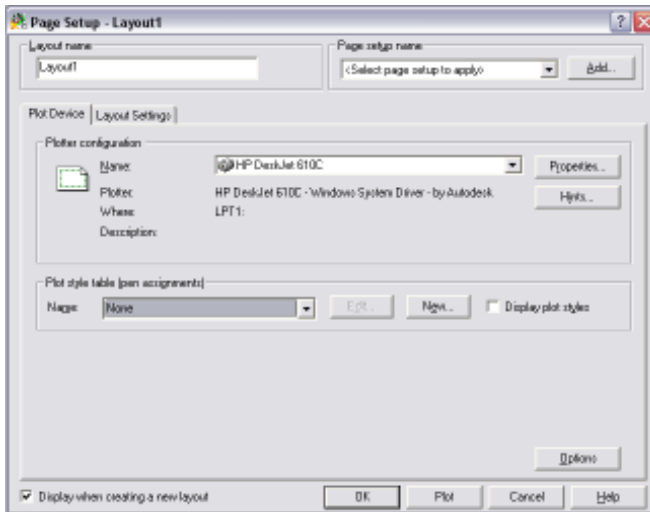 Page Setup - Layout1
Layout name
Layout1
Page setup name
<Select page setup to apply>
Add...
Plot Device
Layout Settings
Plotter configuration
Name:
HP DeskJet 610C
Properties...
Plotter:
HP DeskJet 610C - Windows System Driver - by Autodesk
Hints...
Where:
LPT1:
Description:
Plot style table (pen assignments)
Name:
None
Edit...
New...
Display plot styles
Options
Display when creating a new layout
OK
Plot
Cancel
Help